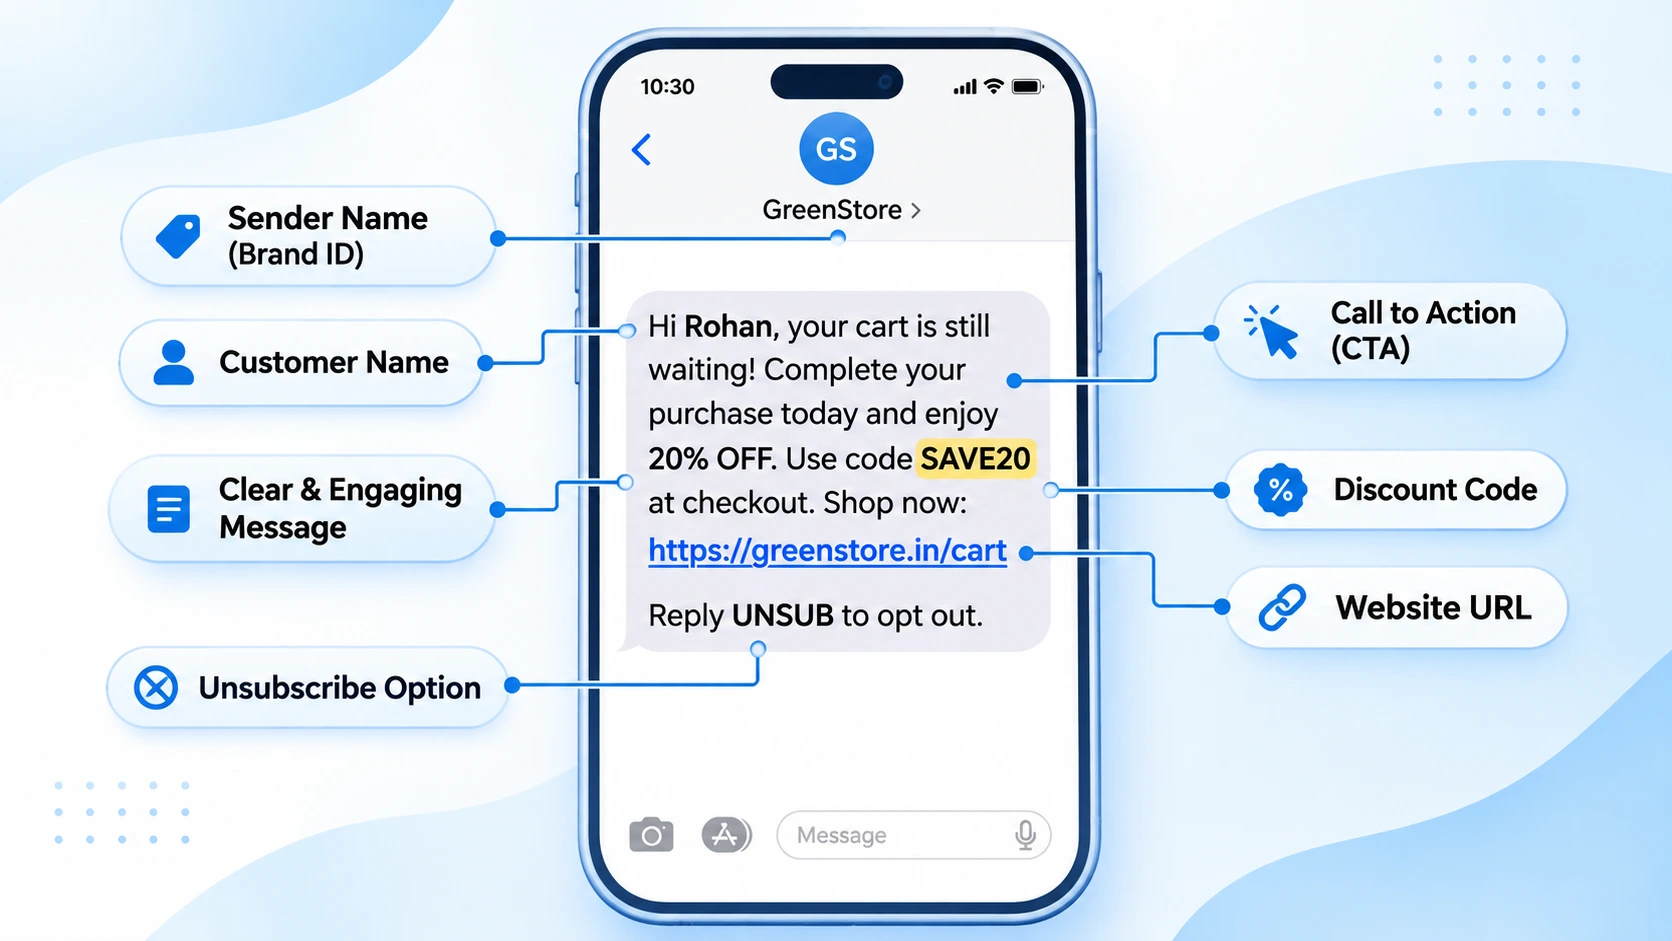 10:30
GS
GreenStore
Sender Name
(Brand ID)
Customer Name
Clear & Engaging
Message
Unsubscribe Option
Hi Rohan, your cart is still
waiting! Complete your
purchase today and enjoy
20% OFF. Use code SAVE20
at checkout. Shop now:
https://greenstore.in/cart
Reply UNSUB to opt out.
Call to Action
(CTA)
Discount Code
Website URL
Message